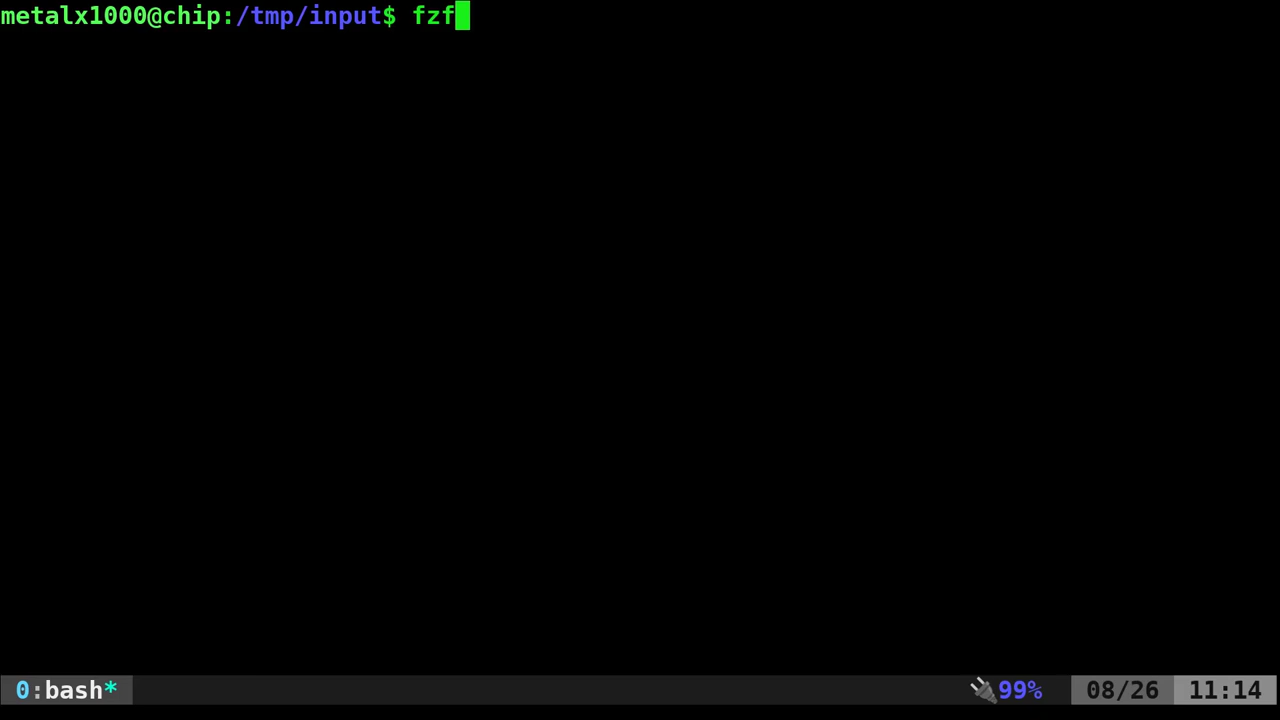 metalx1000@chip:/tmp/input$ fzf
0:bash* 99% 08/26 11:14